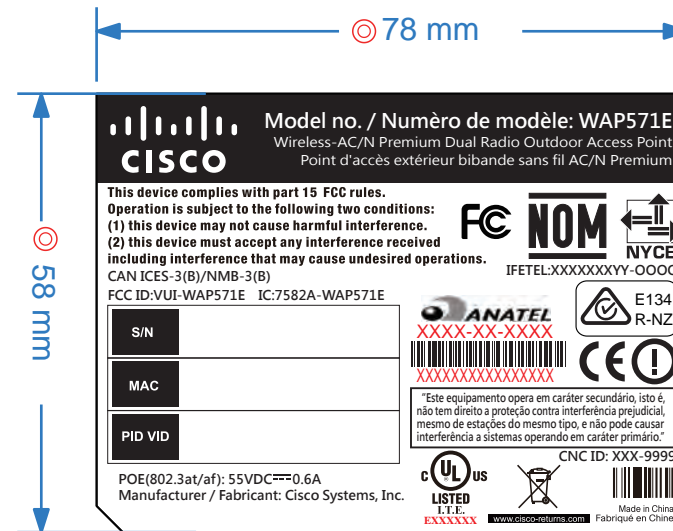 78 mm
58 mm
CISCO
Model no. / Numèro de modèle: WAP571E
Wireless-AC/N Premium Dual Radio Outdoor Access Point
Point d'accès extérieur bibande sans fil AC/N Premium
This device complies with part 15 FCC rules.
Operation is subject to the following two conditions:
(1) this device may not cause harmful interference.
(2) this device must accept any interference received
including interference that may cause undesired operations.
CAN ICES-3(B)/NMB-3(B)
FCC ID:VUI-WAP571E IC:7582A-WAP571E
FC
NOM
NYCE
IFETEL:XXXXXXXYY-OOOO
S/N
MAC
PID VID
ANATEL
XXXX-XX-XXXX
XXXXXXXXXXXXXXXX
E134
R-NZ
CE
"Este equipamento opera em caráter secundário, isto é,
não tem direito a proteção contra interferência prejudicial,
mesmo de estações do mesmo tipo, e não pode causar
interferência a sistemas operando em caráter primário."
CNC ID: XXX-9999
POE(802.3at/af): 55VDC⎓0.6A
Manufacturer / Fabricant: Cisco Systems, Inc.
c UL US
LISTED
I.T.E.
EXXXXXX
www.cisco-returns.com
Made in China
Fabriqué en Chine